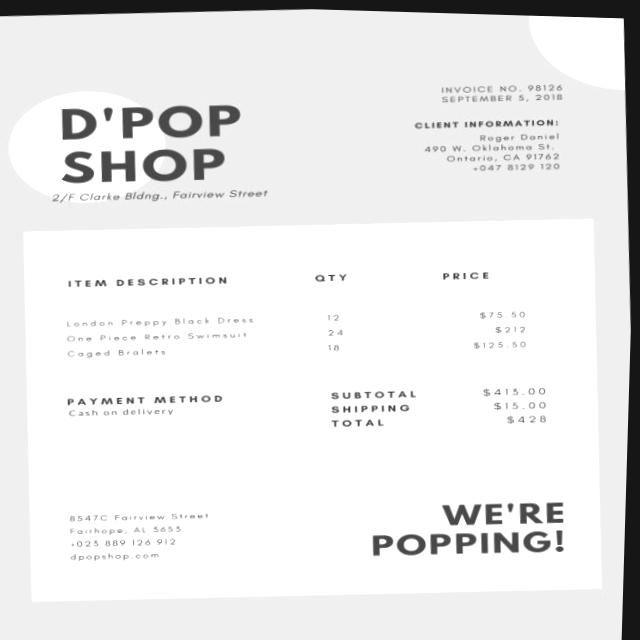 D'POP
SHOP
2/F Clarke Bldng., Fairview Street
INVOICE NO. 98126
SEPTEMBER 5, 2018
CLIENT INFORMATION:
Roger Daniel
490 W. Oklahoma St.
Ontario, CA 91762
+047 8129 120
ITEM DESCRIPTION QTY PRICE
London Preppy Black Dress 12 $75.50
One Piece Retro Swimsuit 24 $212
Caged Bralets 18 $125.50
PAYMENT METHOD
Cash on delivery
SUBTOTAL $413.00
SHIPPING $15.00
TOTAL $428
8547C Fairview Street
Fairhope, AL 3653
+023 889 126 912
dpopshop.com
WE'RE
POPPING!